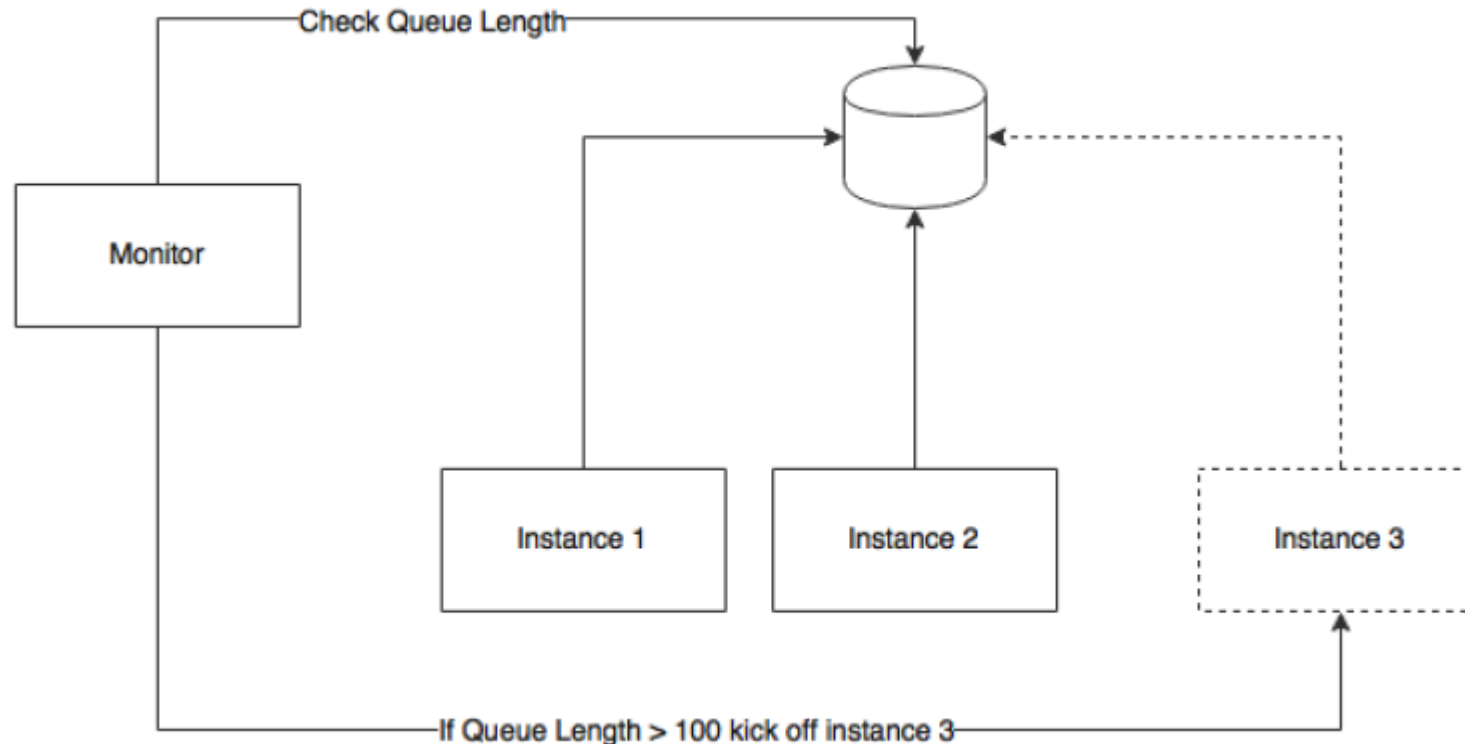 Check Queue Length
Monitor
Instance 1
Instance 2
Instance 3
If Queue Length > 100 kick off instance 3